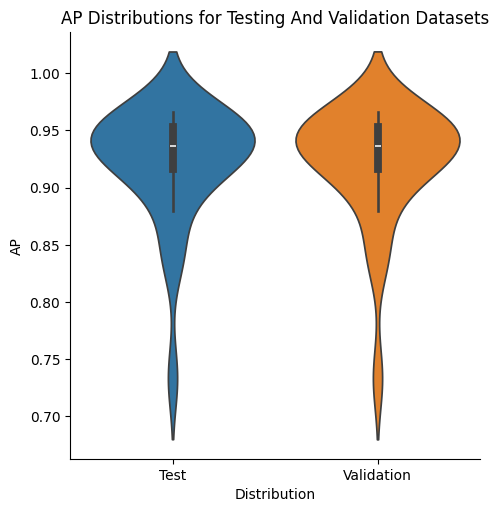 AP Distributions for Testing And Validation Datasets
1.00
0.95
0.90
0.85
0.80
0.75
0.70
AP
Test
Validation
Distribution